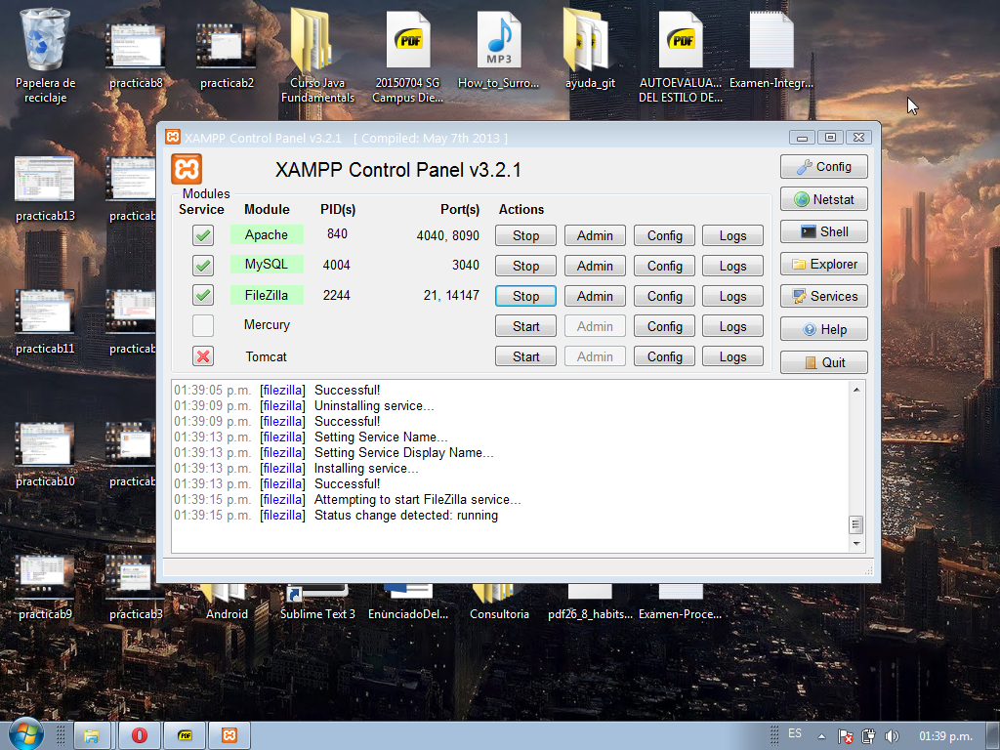 Papelera de
reciclaje
practicab8
practicab2
Curso Java
Fundamentals
PDF
20150704 SG
Campus Die...
MP3
How_to_Surro...
ayuda_git
PDF
AUTOEVALUA...
DEL ESTILO DE...
Examen-Integr...
practicab13
practicab
practicab11
practicab
practicab10
practicab
practicab9
practicab3
Android
Sublime Text 3
EnunciadoDel...
Consultoria
pdf26_8_habits...
Examen-Proce...
XAMPP Control Panel v3.2.1 [ Compiled: May 7th 2013 ]
XAMPP Control Panel v3.2.1
Modules
Service Module PID(s) Port(s) Actions
Apache 840 4040, 8090 Stop Admin Config Logs
MySQL 4004 3040 Stop Admin Config Logs
FileZilla 2244 21, 14147 Stop Admin Config Logs
Mercury Start Admin Config Logs
Tomcat Start Admin Config Logs
Config
Netstat
Shell
Explorer
Services
Help
Quit
01:39:05 p.m. [filezilla] Successful!
01:39:09 p.m. [filezilla] Uninstalling service...
01:39:09 p.m. [filezilla] Successful!
01:39:13 p.m. [filezilla] Setting Service Name...
01:39:13 p.m. [filezilla] Setting Service Display Name...
01:39:13 p.m. [filezilla] Installing service...
01:39:13 p.m. [filezilla] Successful!
01:39:15 p.m. [filezilla] Attempting to start FileZilla service...
01:39:15 p.m. [filezilla] Status change detected: running
PDF
ES
01:39 p.m.